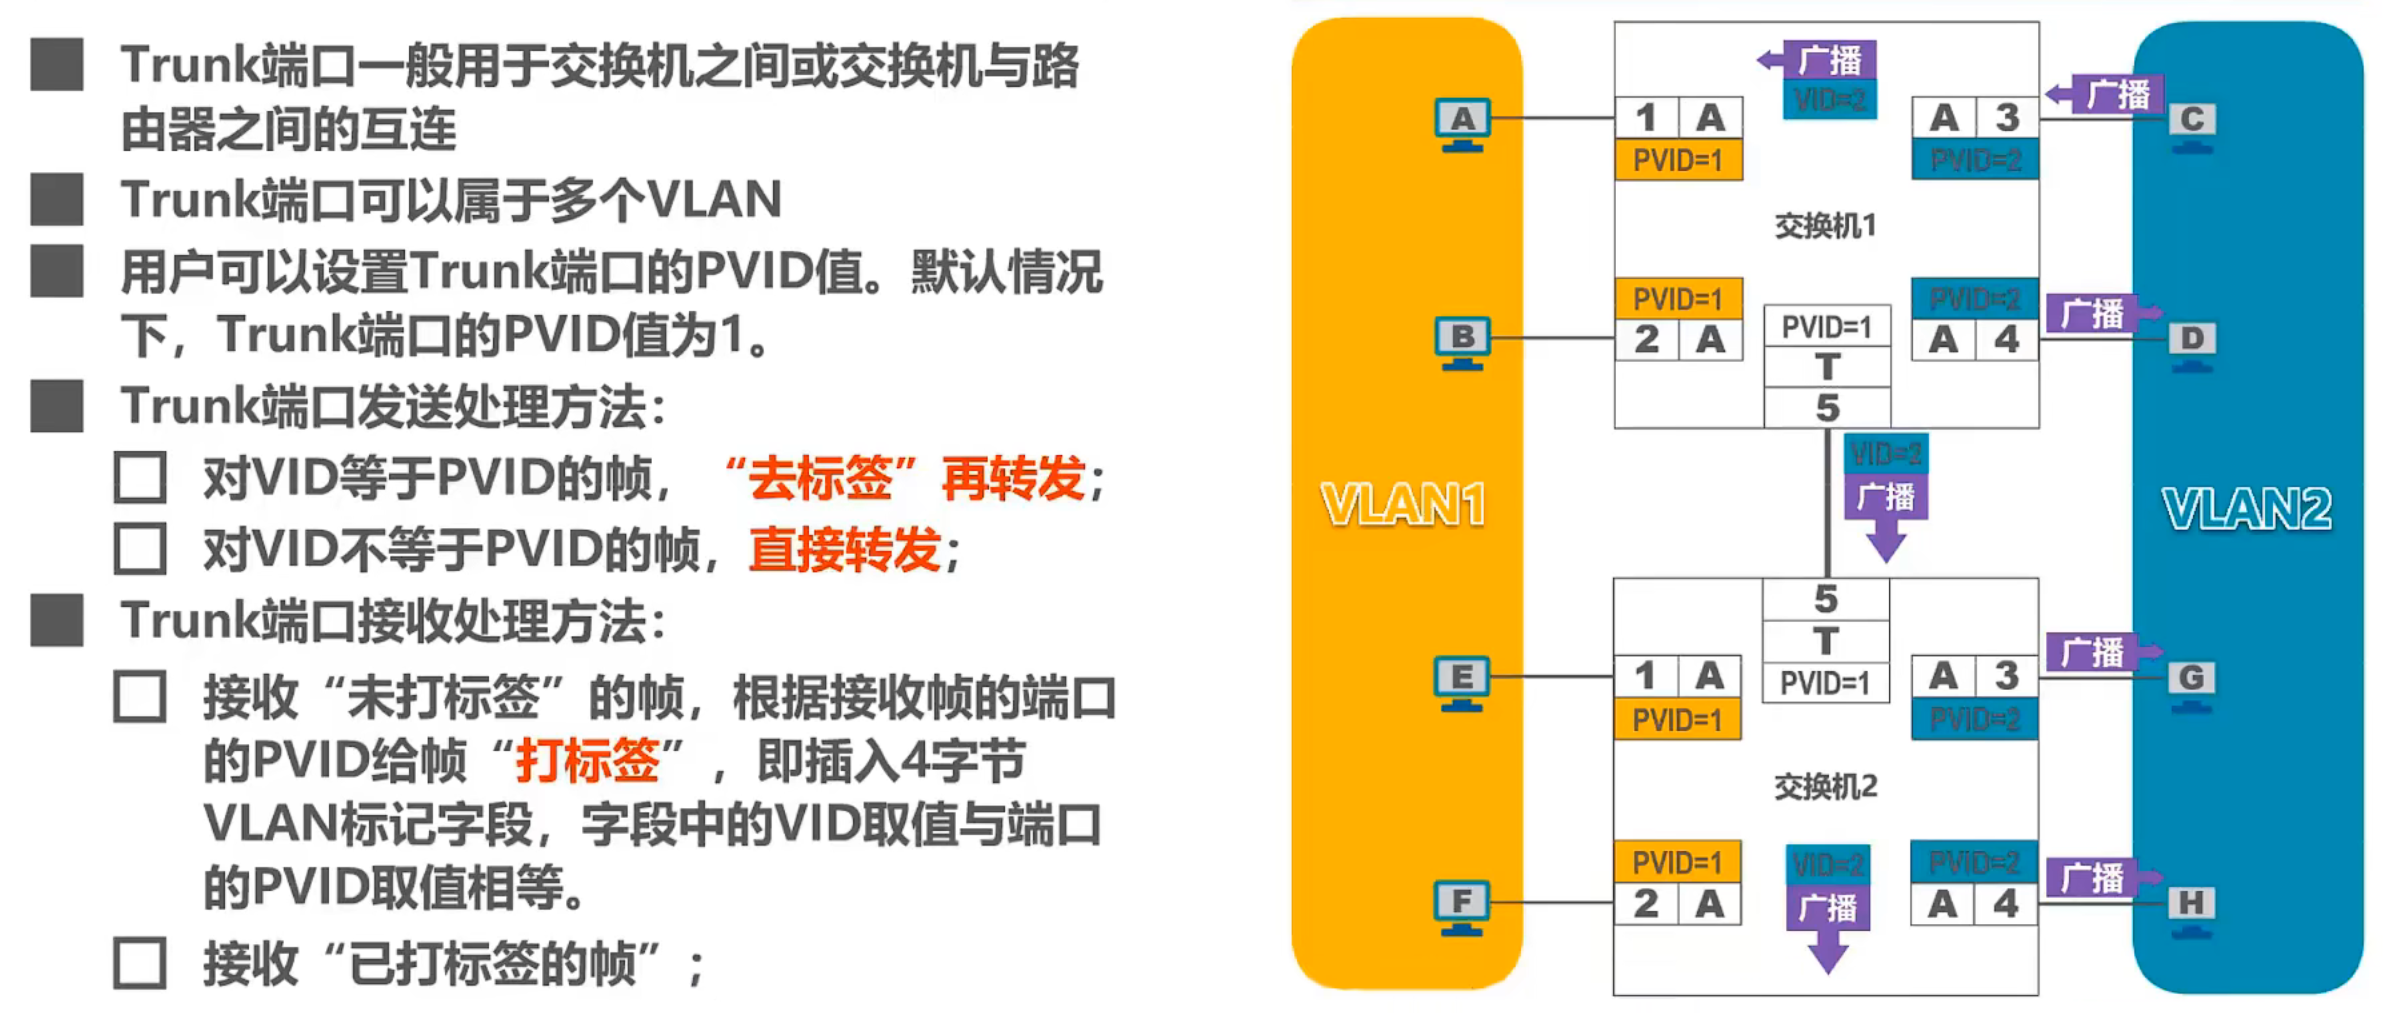 Trunk端口一般用于交换机之间或交换机与路
由器之间的互连
Trunk端口可以属于多个VLAN
用户可以设置Trunk端口的PVID值。默认情况
下，Trunk端口的PVID值为1。
Trunk端口发送处理方法：
对VID等于PVID的帧，“去标签”再转发；
对VID不等于PVID的帧，直接转发；
Trunk端口接收处理方法：
接收“未打标签”的帧，根据接收帧的端口
的PVID给帧“打标签”，即插入4字节
VLAN标记字段，字段中的VID取值与端口
的PVID取值相等。
接收“已打标签的帧”；
VLAN1
A
B
E
F
广播
VID=2
1 A
PVID=1
A 3
PVID=2
广播
C
交换机1
PVID=1
2 A
PVID=1
T
5
PVID=2
A 4
广播
D
VID=2
广播
VLAN2
5
T
PVID=1
1 A
PVID=1
A 3
PVID=2
广播
G
交换机2
PVID=1
2 A
VID=2
广播
PVID=2
A 4
广播
H